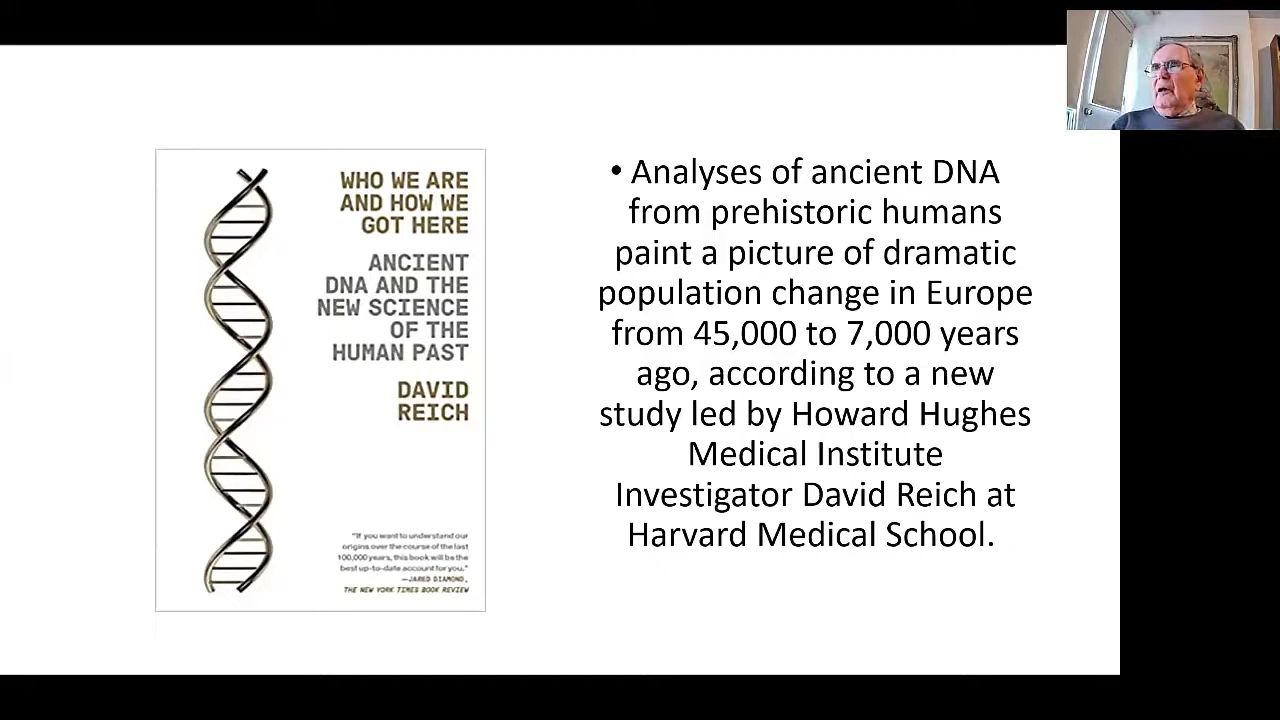 WHO WE ARE
AND HOW WE
GOT HERE
ANCIENT
DNA AND THE
NEW SCIENCE
OF THE
HUMAN PAST
DAVID
REICH
"If you want to understand our
origins over the course of the last
100,000 years, this book will be the
best up-to-date account for you."
—JARED DIAMOND,
THE NEW YORK TIMES BOOK REVIEW
• Analyses of ancient DNA
from prehistoric humans
paint a picture of dramatic
population change in Europe
from 45,000 to 7,000 years
ago, according to a new
study led by Howard Hughes
Medical Institute
Investigator David Reich at
Harvard Medical School.